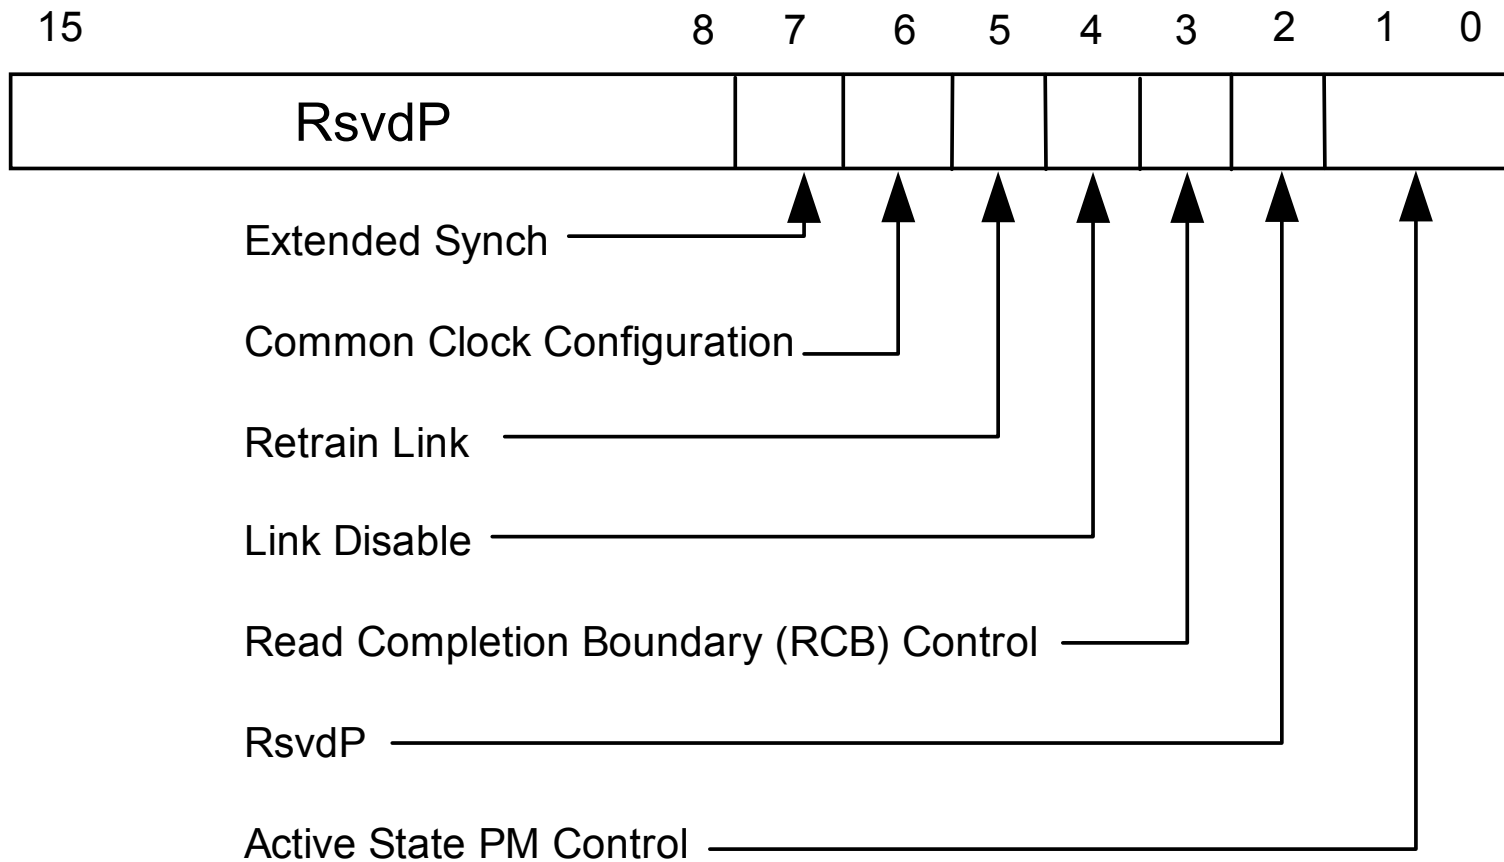 15 8 7 6 5 4 3 2 1 0
RsvdP
Extended Synch
Common Clock Configuration
Retrain Link
Link Disable
Read Completion Boundary (RCB) Control
RsvdP
Active State PM Control